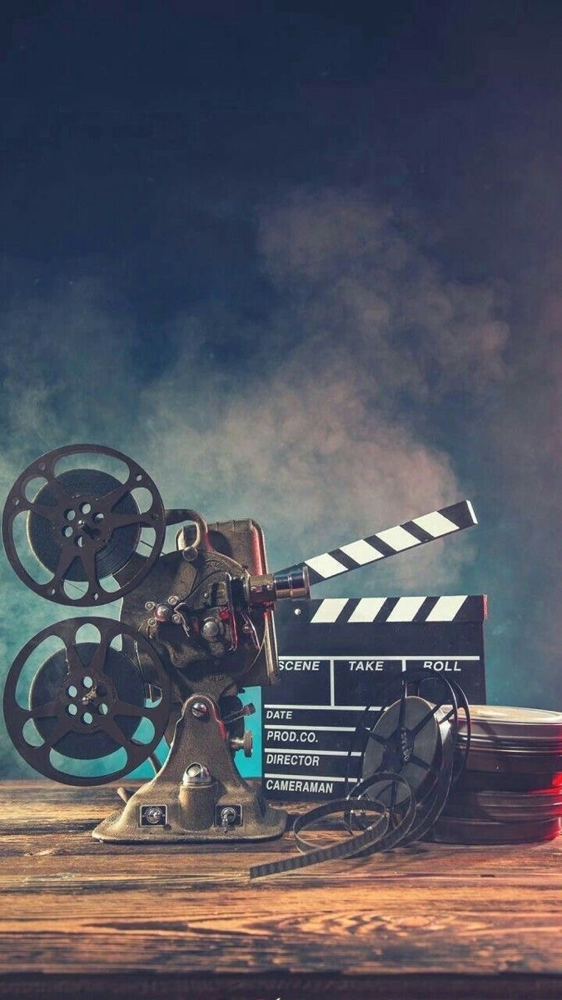 SCENE TAKE ROLL
DATE
PROD.CO.
DIRECTOR
CAMERAMAN